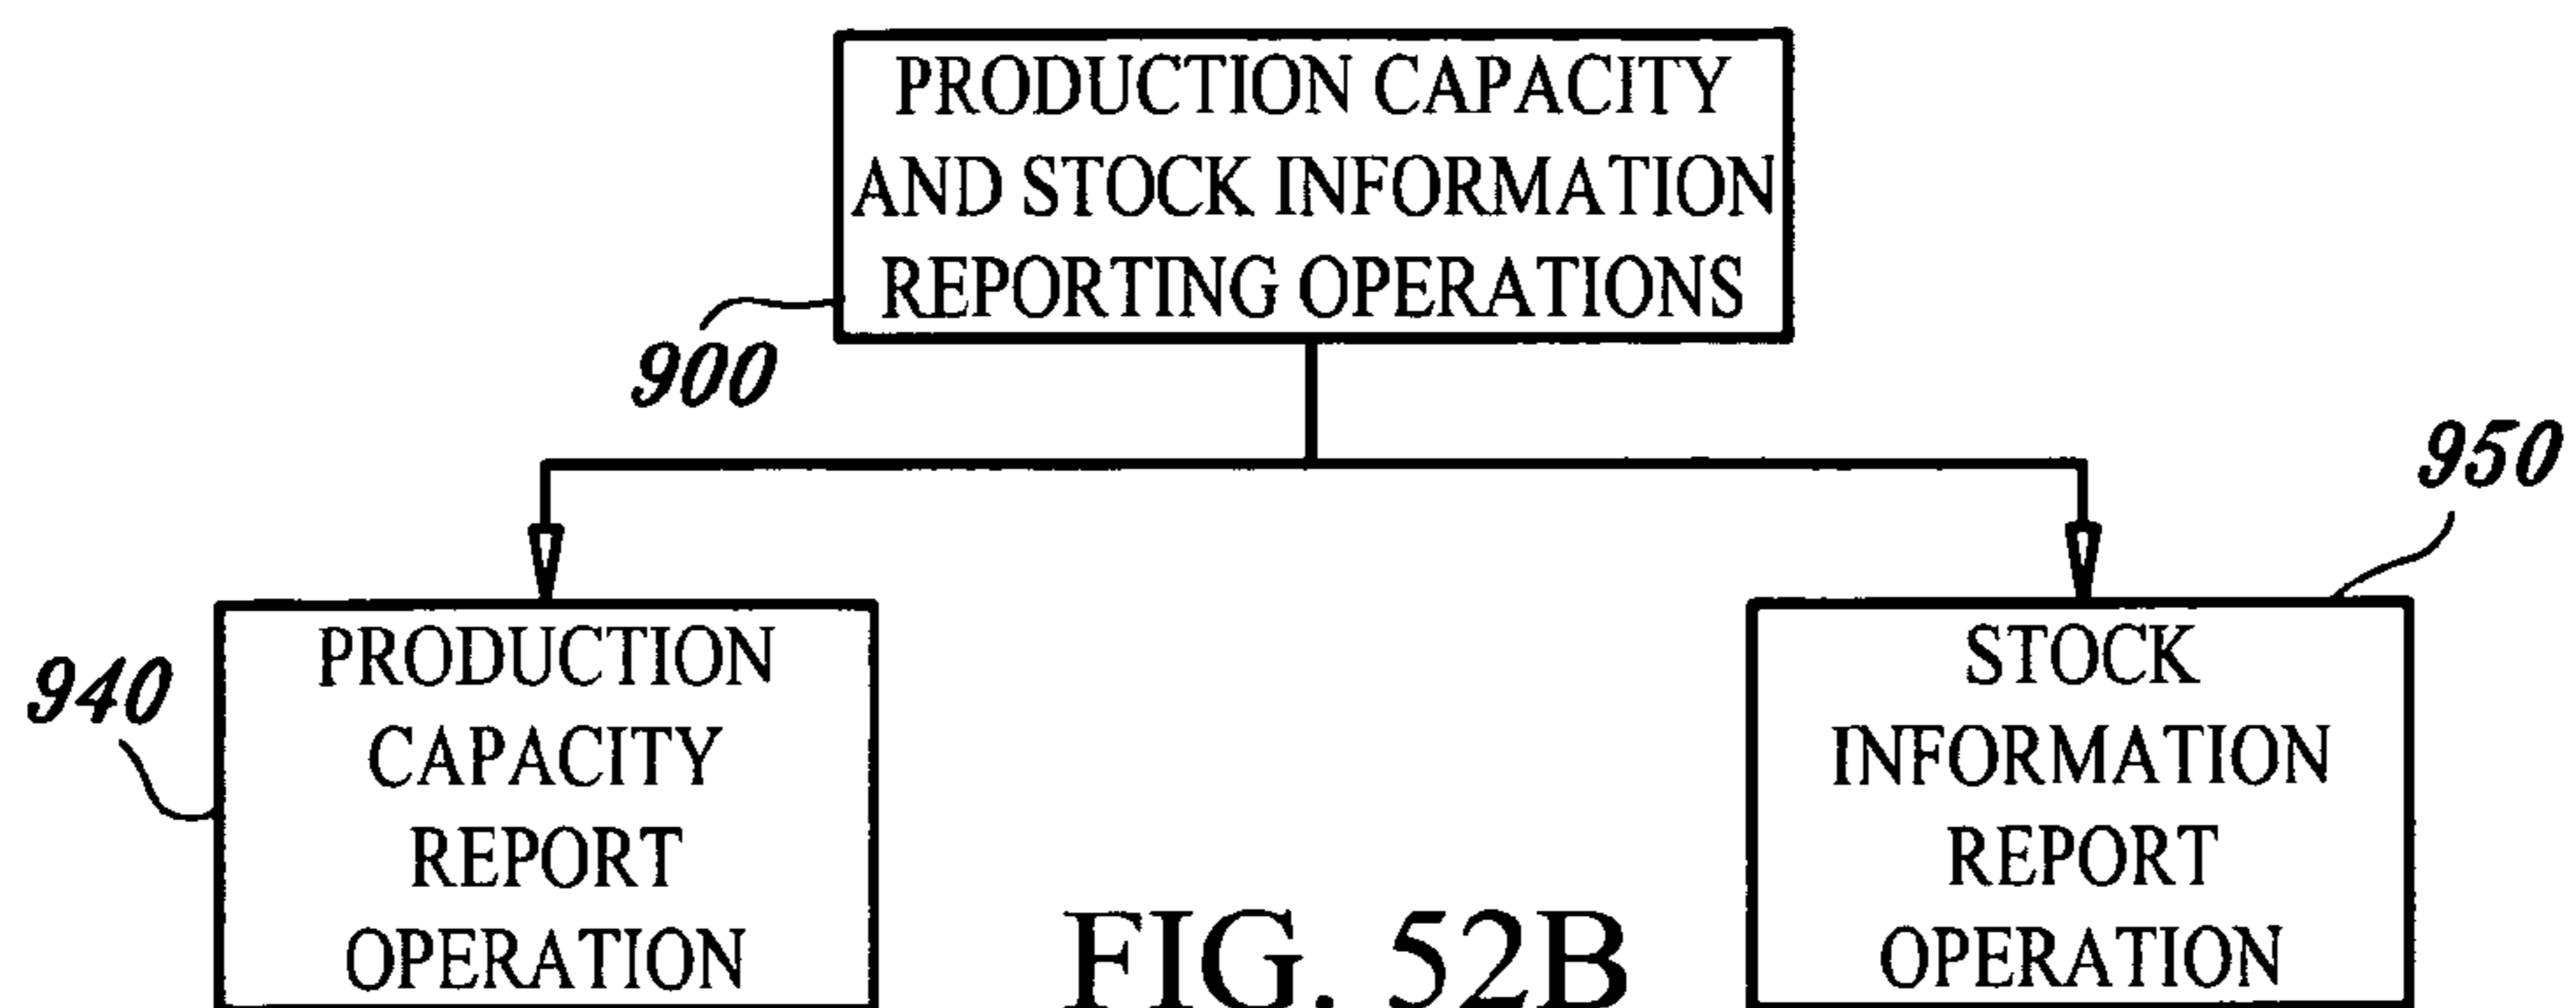 PRODUCTION CAPACITY
AND STOCK INFORMATION
REPORTING OPERATIONS
900
950
940
PRODUCTION
CAPACITY
REPORT
OPERATION
STOCK
INFORMATION
REPORT
OPERATION
FIG. 52B